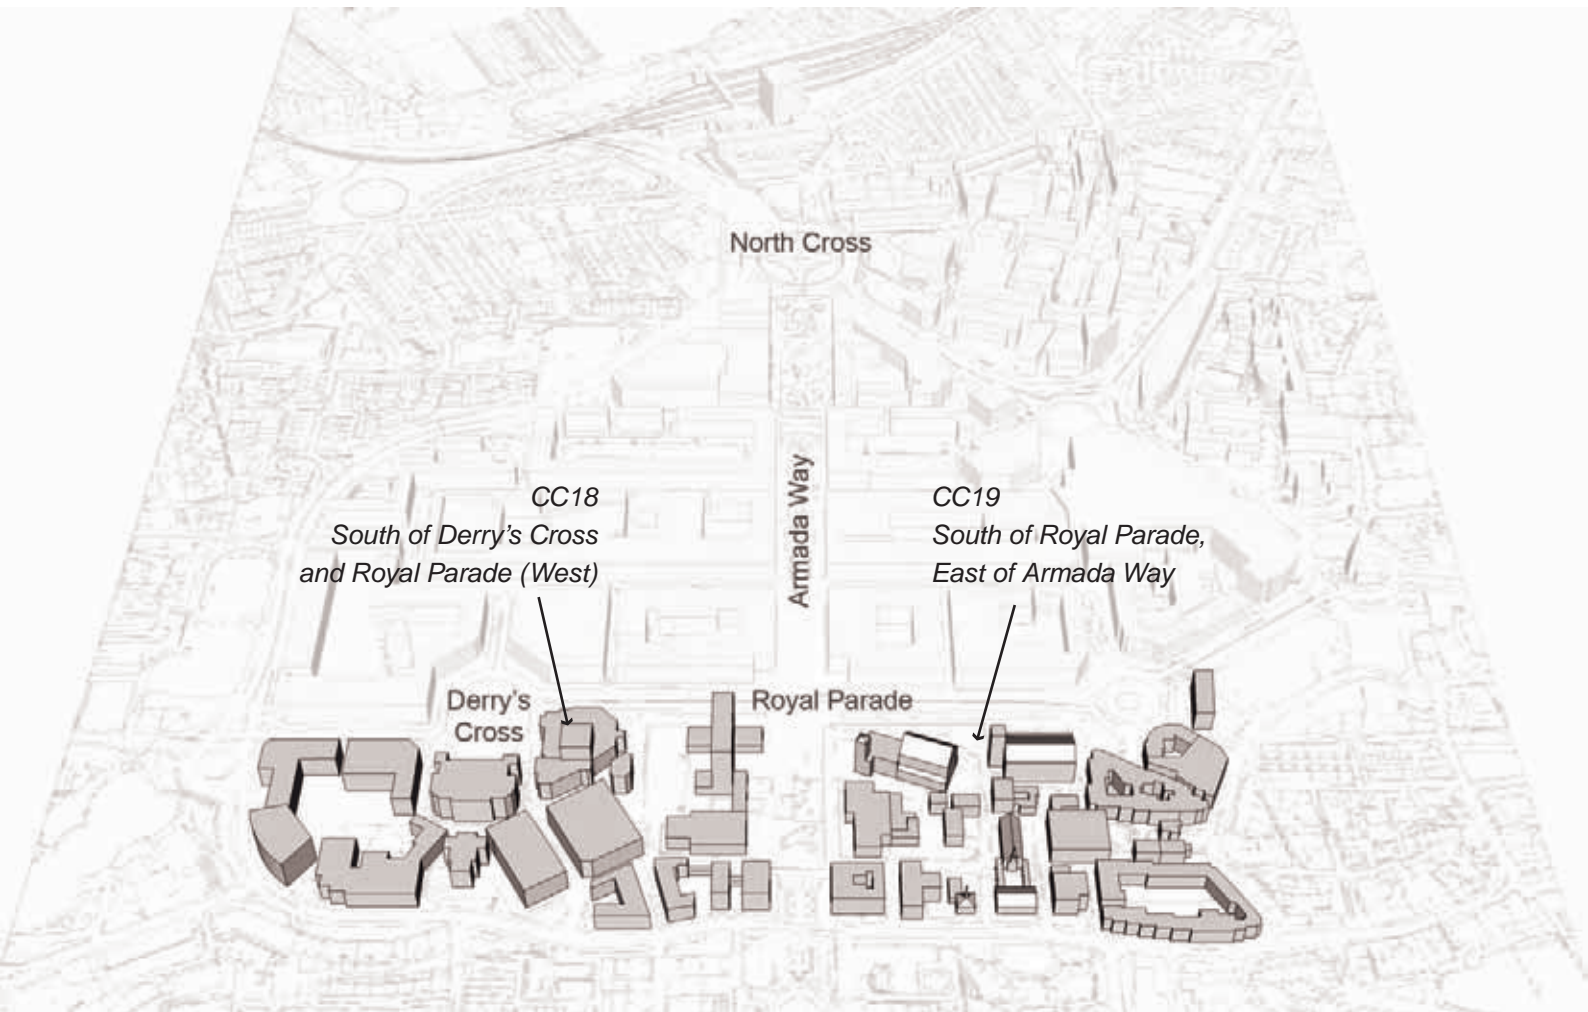 North Cross
Armada Way
CC18
South of Derry’s Cross
and Royal Parade (West)
CC19
South of Royal Parade,
East of Armada Way
Derry’s
Cross
Royal Parade